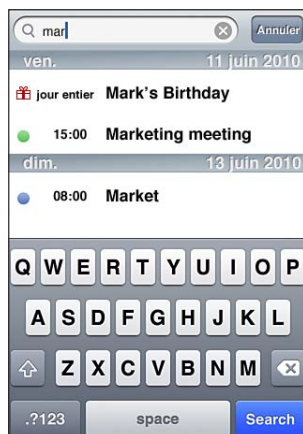 mar
Annuler
ven. 11 juin 2010
jour entier Mark's Birthday
15:00 Marketing meeting
dim. 13 juin 2010
08:00 Market
Q W E R T Y U I O P
A S D F G H J K L
Z X C V B N M
.?123 space Search